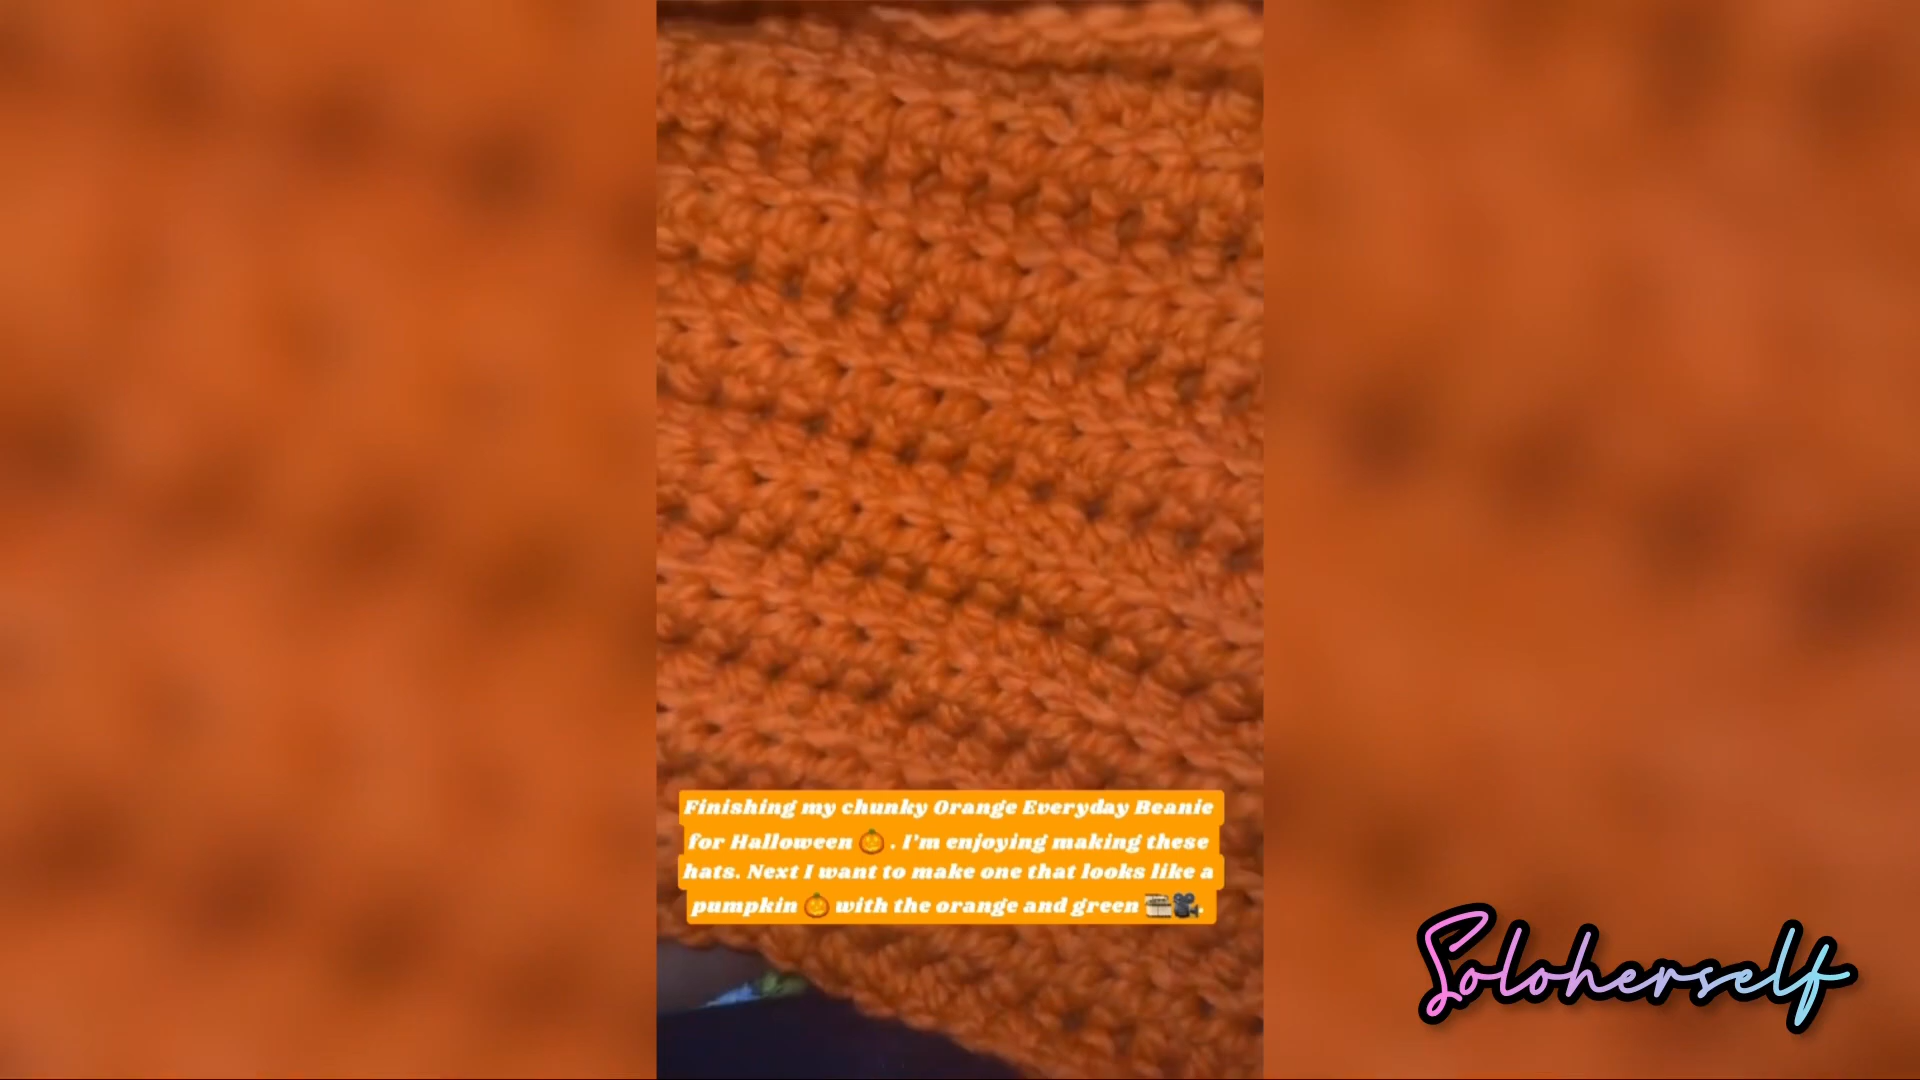 Finishing my chunky Orange Everyday Beanie
for Halloween 🎃 . I'm enjoying making these
hats. Next I want to make one that looks like a
pumpkin 🎃 with the orange and green 📽🎥.
Soloherself